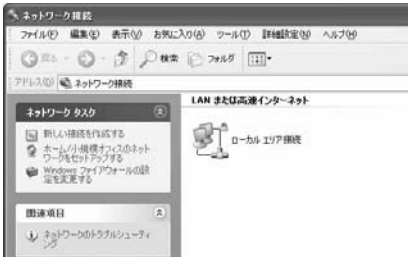 ネットワーク接続
ファイル(F) 編集(E) 表示(V) お気に入り(A) ツール(T) 詳細設定(N) ヘルプ(H)
戻る 検索 フォルダ
アドレス(D) ネットワーク接続
ネットワーク タスク
新しい接続を作成する
ホーム/小規模オフィスのネット
ワークをセットアップする
Windows ファイアウォールの設
定を変更する
関連項目
ネットワークのトラブルシューティ
ング
LAN または高速インターネット
ローカル エリア接続